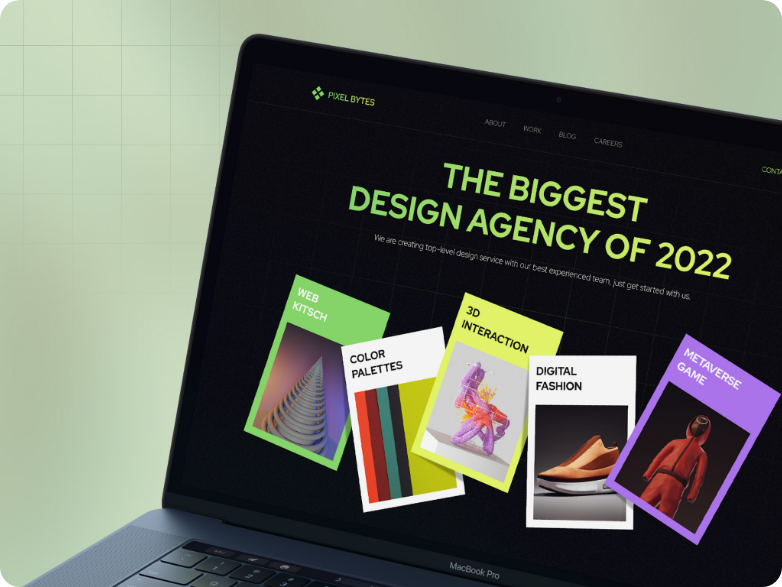 PIXEL BYTES
ABOUT
WORK
BLOG
CAREERS
THE BIGGEST
DESIGN AGENCY OF 2022
We are creating top-level design service with our best experienced team, just get started with us.
WEB
KITSCH
COLOR
PALETTES
3D
INTERACTION
DIGITAL
FASHION
METAVERSE
GAME
MacBook Pro